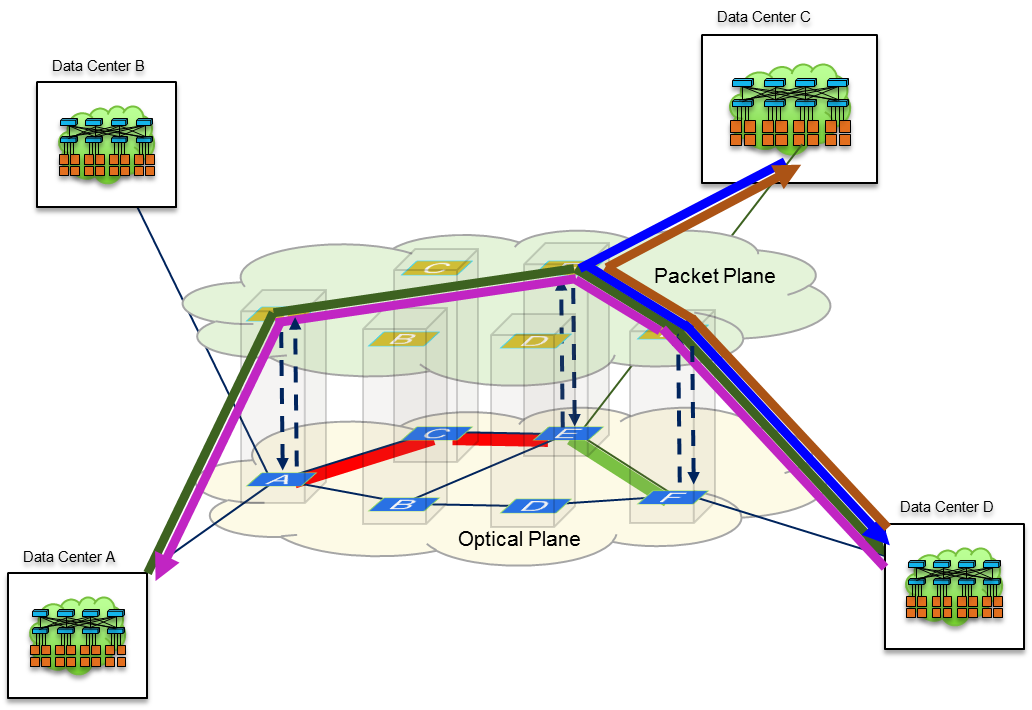 Data Center C
Data Center B
Packet Plane
C
B
D
C
E
A
B
D
F
Optical Plane
Data Center D
Data Center A